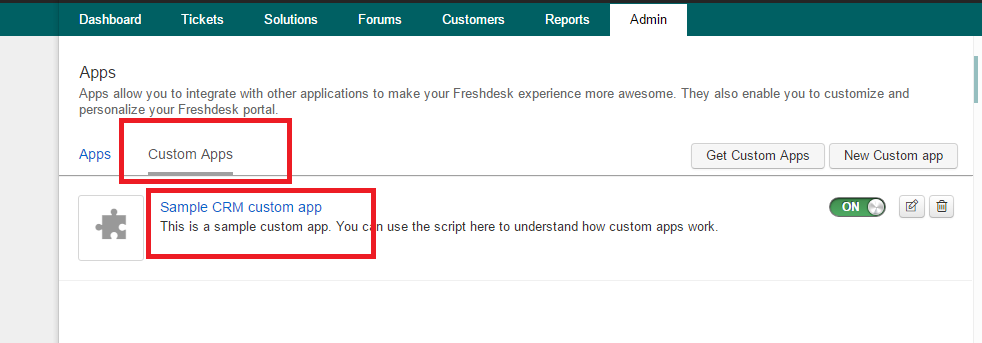 Dashboard Tickets Solutions Forums Customers Reports Admin
Apps
Apps allow you to integrate with other applications to make your Freshdesk experience more awesome. They also enable you to customize and
personalize your Freshdesk portal.
Apps Custom Apps Get Custom Apps New Custom app
Sample CRM custom app
ON
This is a sample custom app. You can use the script here to understand how custom apps work.